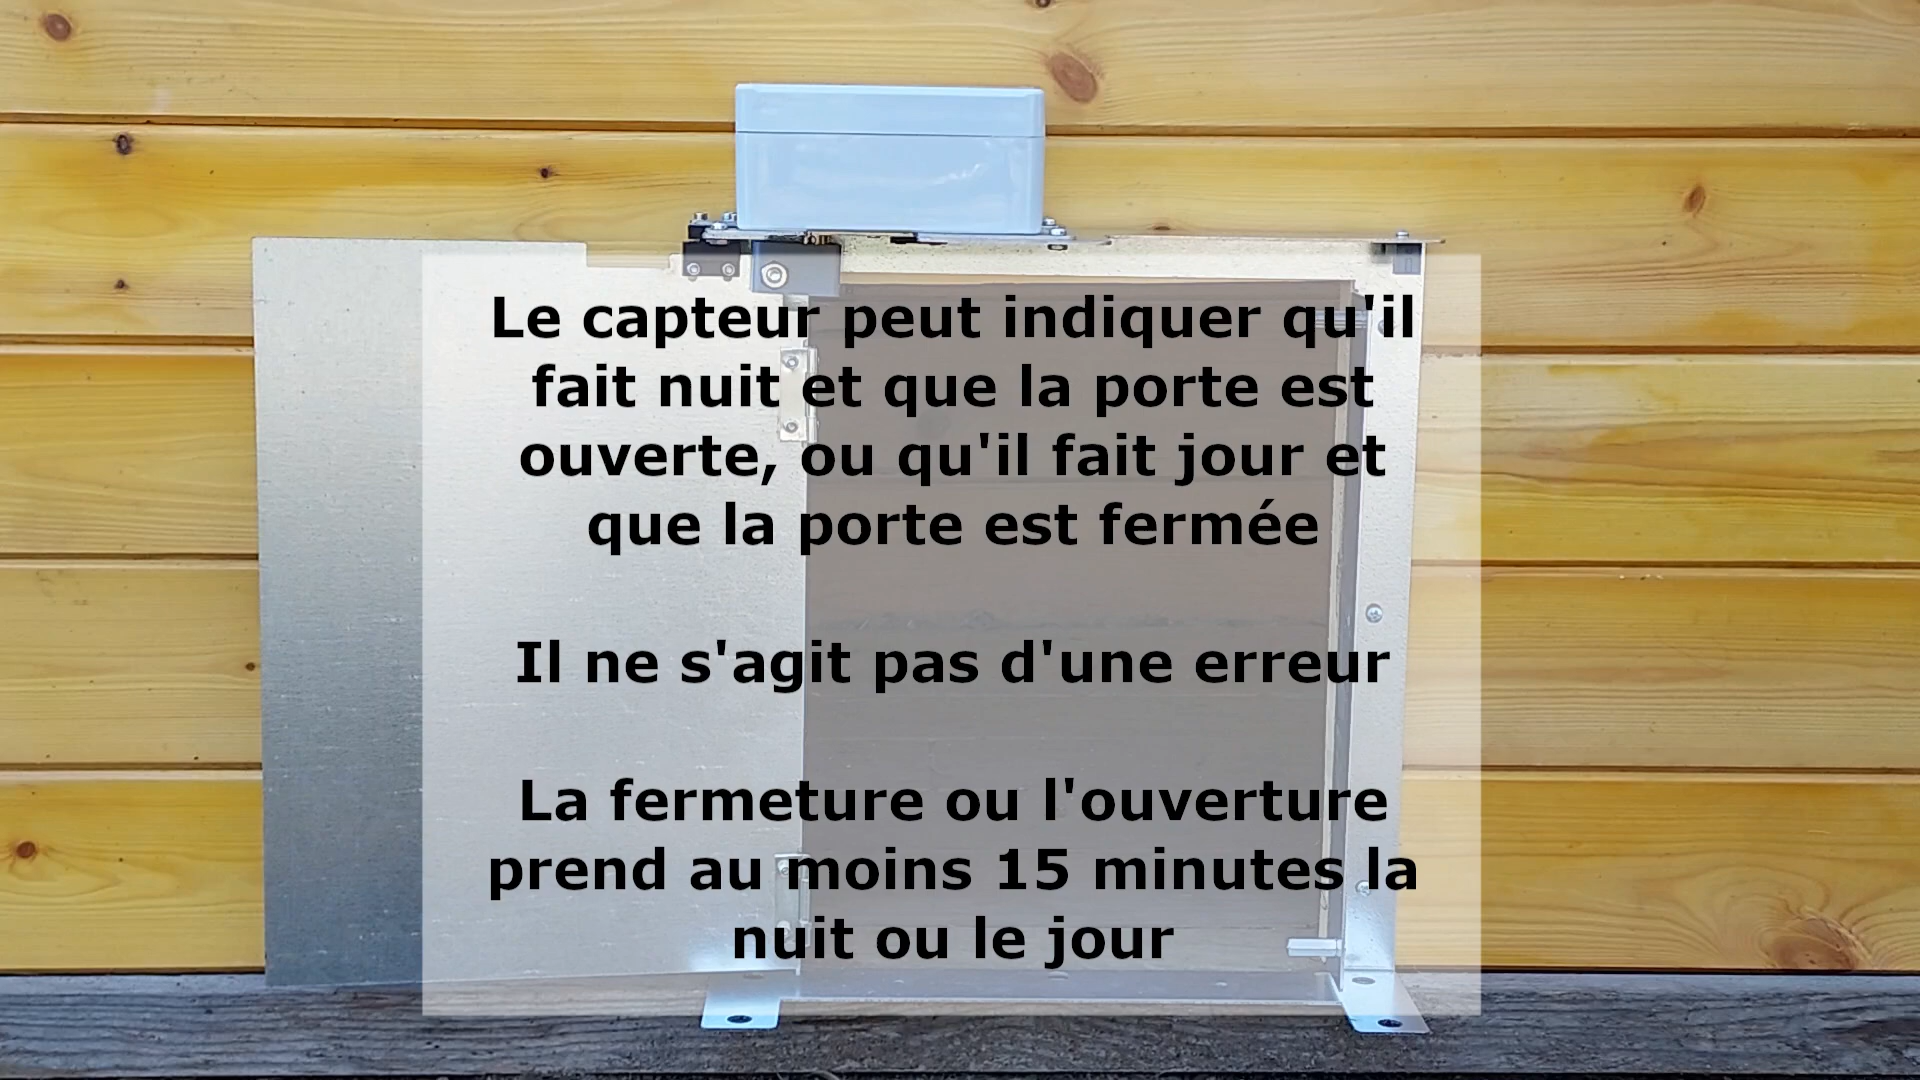 Le capteur peut indiquer qu'il
fait nuit et que la porte est
ouverte, ou qu'il fait jour et
que la porte est fermée
Il ne s'agit pas d'une erreur
La fermeture ou l'ouverture
prend au moins 15 minutes la
nuit ou le jour